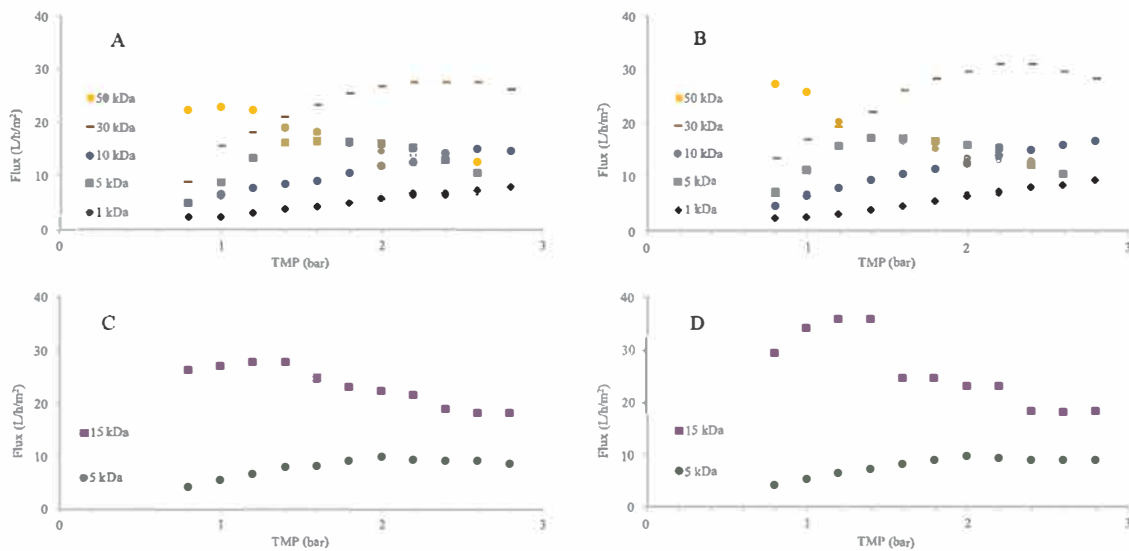 40
A
30
50 kDa
30 kDa
20
10 kDa
5 kDa
10
1 kDa
0
0
1
2
3
Flux (L/h/m²)
TMP (bar)
40
B
30
50 kDa
30 kDa
20
10 kDa
5 kDa
10
1 kDa
0
0
1
2
3
Flux (L/h/m²)
TMP (bar)
40
C
30
20
15 kDa
10
5 kDa
0
0
1
2
3
Flux (L/h/m²)
TMP (bar)
40
D
30
20
15 kDa
10
5 kDa
0
0
1
2
3
Flux (L/h/m²)
TMP (bar)